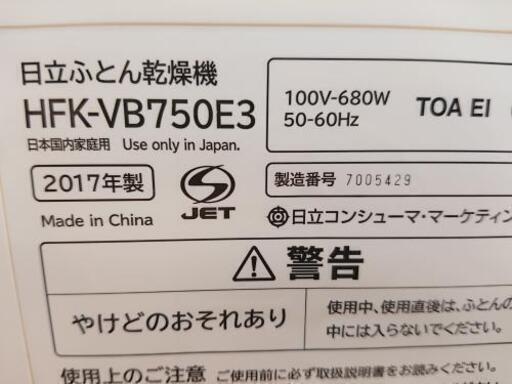 日立ふとん乾燥機
HFK-VB750E3
日本国内家庭用 Use only in Japan.
2017年製
Made in China
S
JET
100V-680W
50-60Hz
TOA EI
製造番号 7005429
日立コンシューマ・マーケティン
警告
やけどのおそれあり
使用中、使用直後は、ふとんの
中には入らないでください。
使用上のご注意 ご使用前に必ず取扱説明書をお読みください。